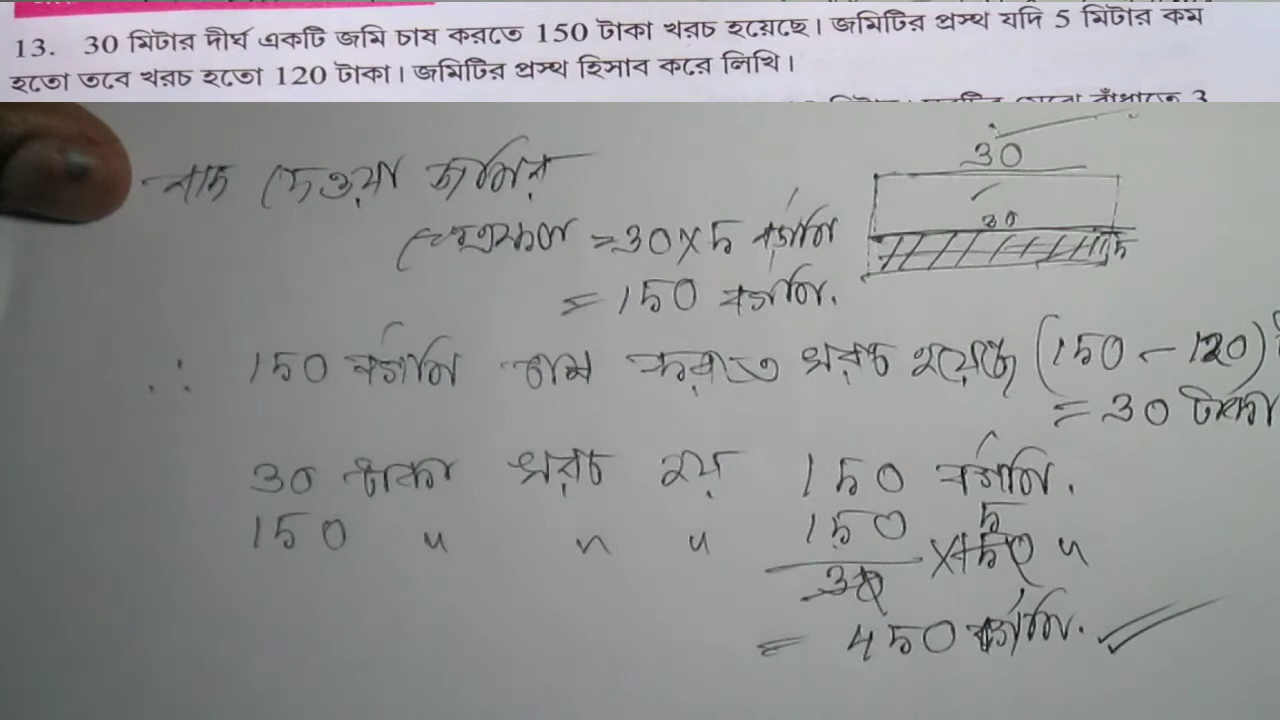 13. 30 মিটার দীর্ঘ একটি জমি চাষ করতে 150 টাকা খরচ হয়েছে। জমিটির প্রস্থ যদি 5 মিটার কম
হতো তবে খরচ হতো 120 টাকা। জমিটির প্রস্থ হিসাব করে লিখি।
বাদ দেওয়া জমির
30
ক্ষেত্রফল = 30 × 5 বর্গমি
30
5
= 150 বর্গমি.
∴ 150 বর্গমি চাষ করতে খরচ হয়েছে (150 - 120)
= 30 টাকা
30 টাকা খরচ হয় 150 বর্গমি.
150 " " " 150/30 × 150 "
5
= 450 বর্গমি.